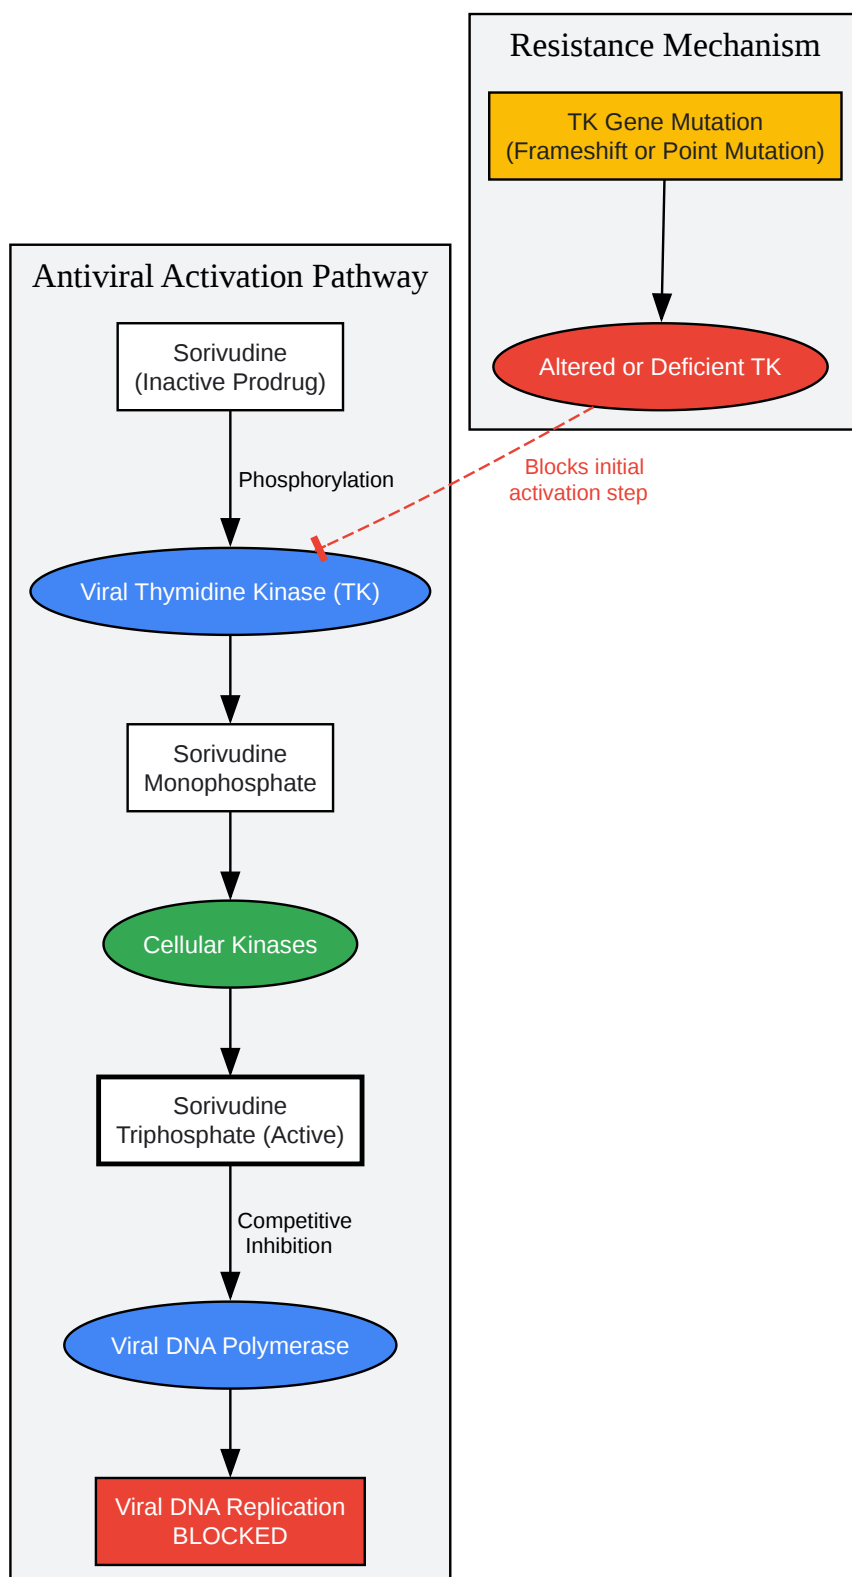 Resistance Mechanism
TK Gene Mutation
(Frameshift or Point Mutation)
Altered or Deficient TK
Blocks initial
activation step
Antiviral Activation Pathway
Sorivudine
(Inactive Prodrug)
Phosphorylation
Viral Thymidine Kinase (TK)
Sorivudine
Monophosphate
Cellular Kinases
Sorivudine
Triphosphate (Active)
Competitive
Inhibition
Viral DNA Polymerase
Viral DNA Replication
BLOCKED